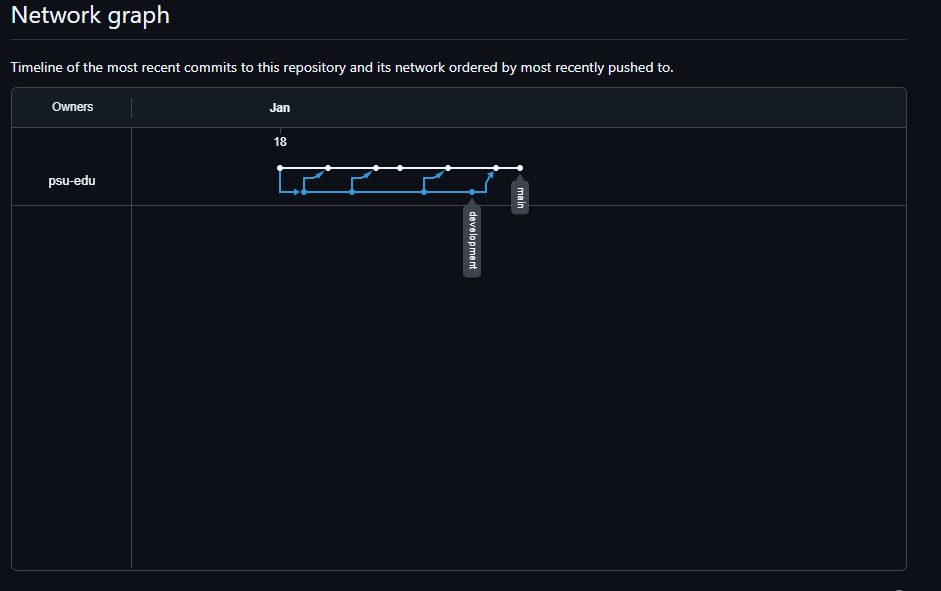 Network graph
Timeline of the most recent commits to this repository and its network ordered by most recently pushed to.
Owners
Jan
18
psu-edu
main
development